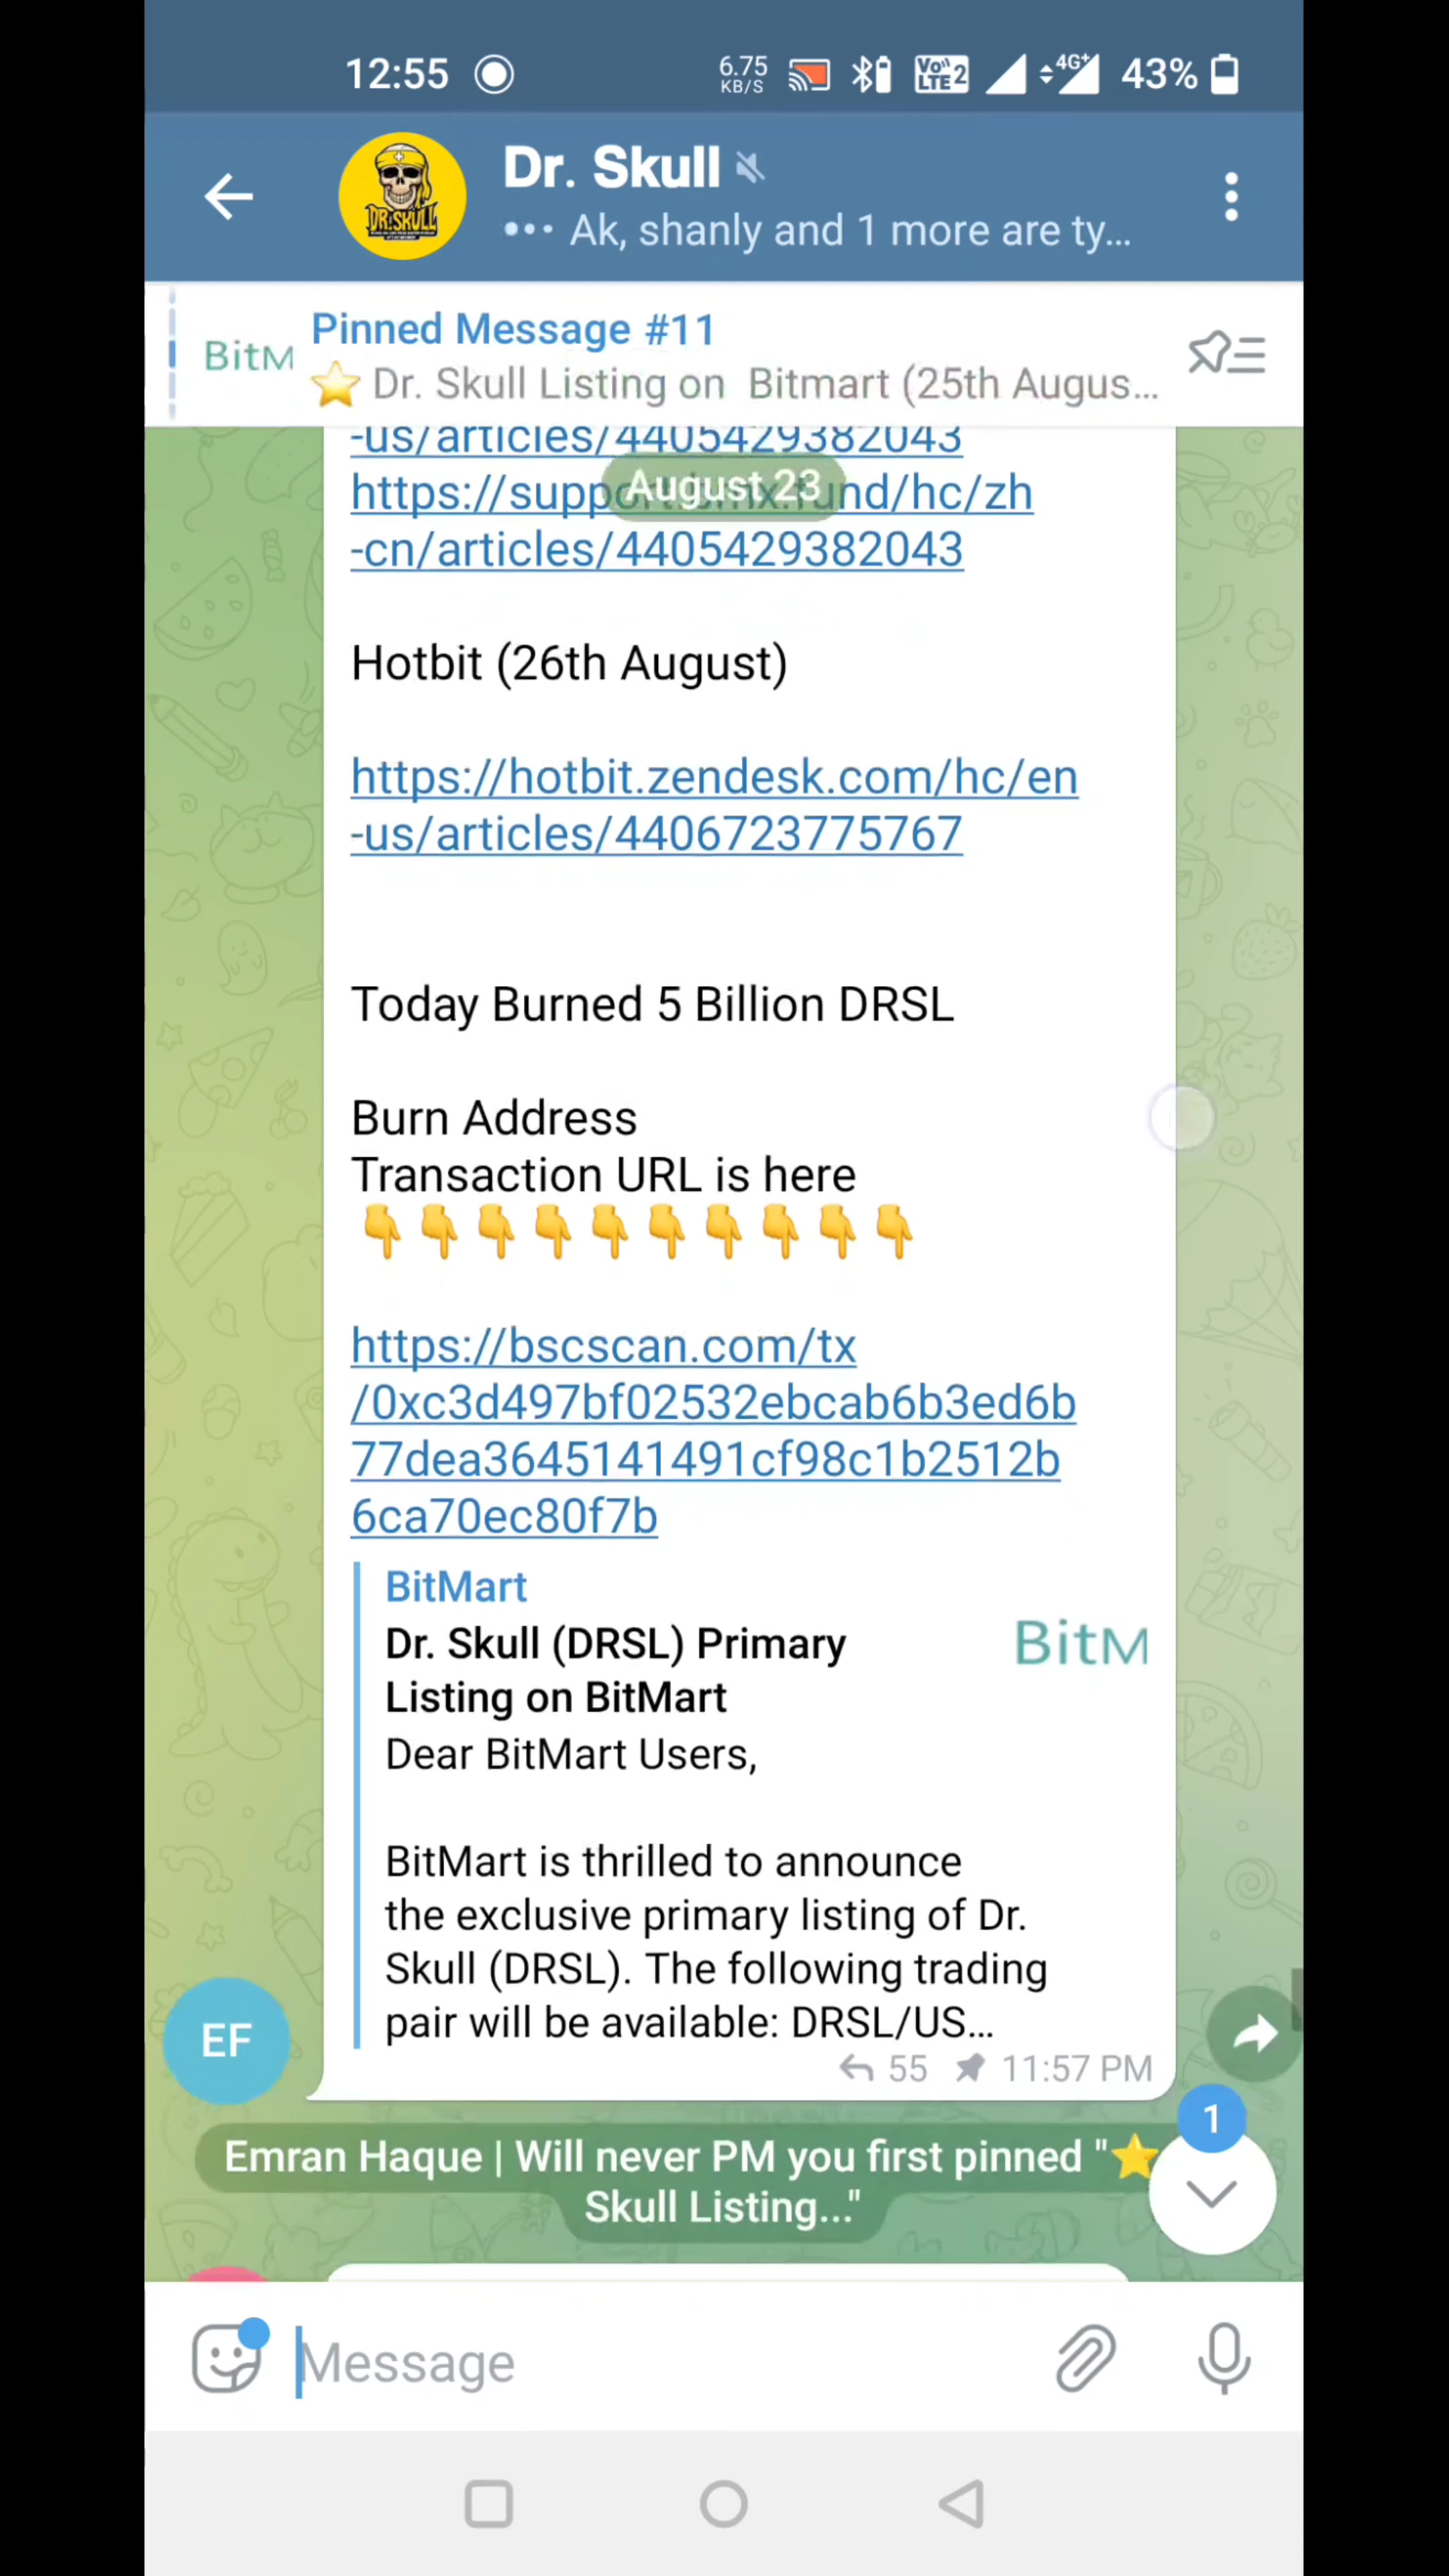 12:55
6.75
KB/S
Vo))
LTE 2
4G+
43%
DR.SKULL
Dr. Skull
••• Ak, shanly and 1 more are ty...
BitM
Pinned Message #11
⭐ Dr. Skull Listing on Bitmart (25th Augus...
-us/articles/4405429382043
August 23
-cn/articles/4405429382043
Hotbit (26th August)
https://hotbit.zendesk.com/hc/en
-us/articles/4406723775767
Today Burned 5 Billion DRSL
Burn Address
Transaction URL is here
👇👇👇👇👇👇👇👇👇👇
https://bscscan.com/tx
/0xc3d497bf02532ebcab6b3ed6b
77dea3645141491cf98c1b2512b
6ca70ec80f7b
BitMart
Dr. Skull (DRSL) Primary
Listing on BitMart
BitM
Dear BitMart Users,
BitMart is thrilled to announce
the exclusive primary listing of Dr.
Skull (DRSL). The following trading
pair will be available: DRSL/US...
EF
55
11:57 PM
1
Emran Haque | Will never PM you first pinned "⭐
Skull Listing..."
Message